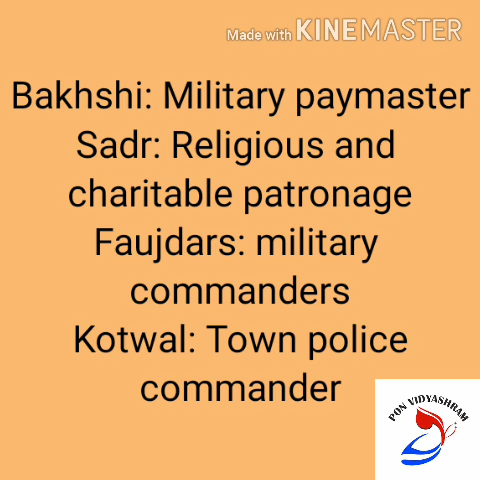 Made with KINEMASTER
Bakhshi: Military paymaster
Sadr: Religious and
charitable patronage
Faujdars: military
commanders
Kotwal: Town police
commander
PON VIDYASHRAM